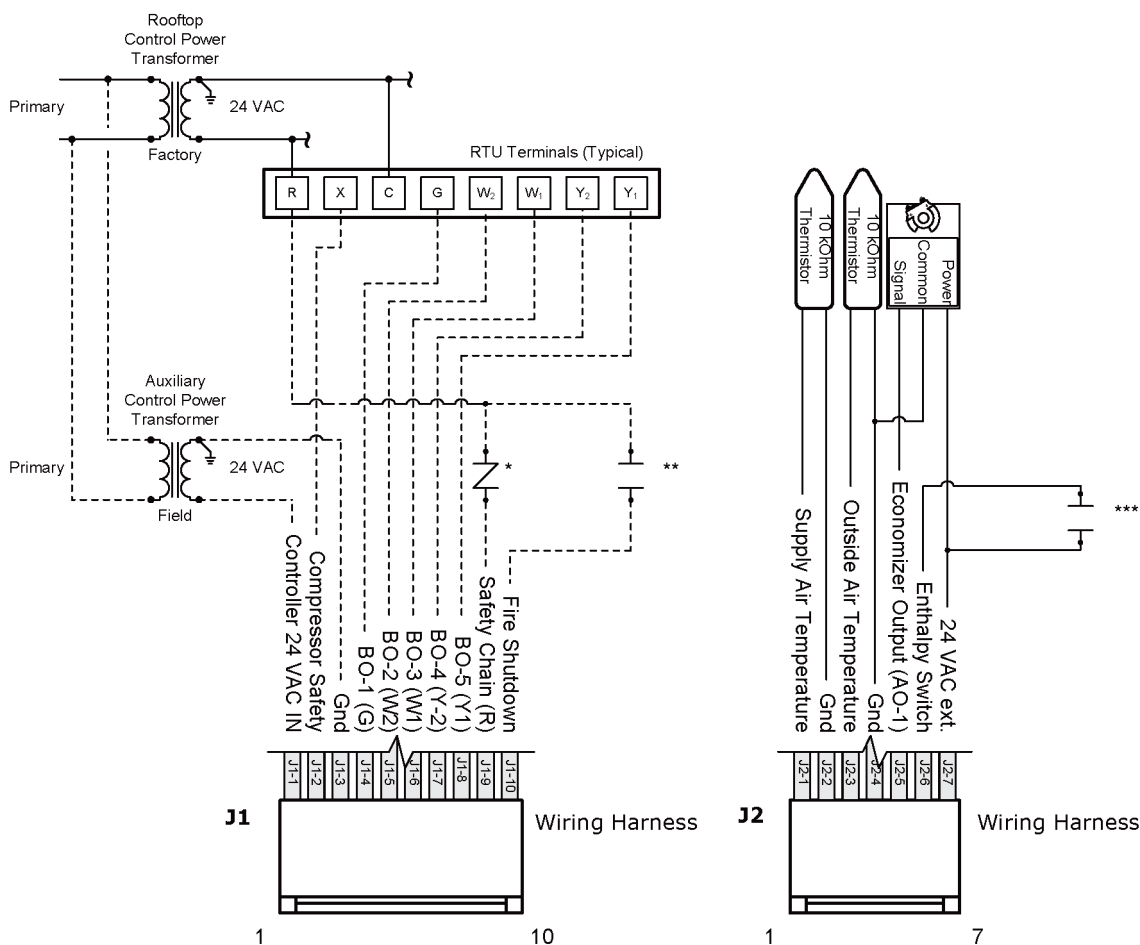 Rooftop
Control Power
Transformer
Primary
24 VAC
Factory
RTU Terminals (Typical)
R
X
C
G
W2
W1
Y2
Y1
Auxiliary
Control Power
Transformer
Primary
24 VAC
Field
*
**
Controller 24 VAC IN
Compressor Safety
Gnd
BO-1 (G)
BO-2 (W2)
BO-3 (W1)
BO-4 (Y-2)
BO-5 (Y1)
Safety Chain (R)
Fire Shutdown
J1-1
J1-2
J1-3
J1-4
J1-5
J1-6
J1-7
J1-8
J1-9
J1-10
J1
Wiring Harness
1
10
10 kOhm
Thermistor
10 kOhm
Thermistor
Power
Common
Signal
***
Supply Air Temperature
Gnd
Outside Air Temperature
Gnd
Economizer Output (AO-1)
Enthalpy Switch
24 VAC ext.
J2-1
J2-2
J2-3
J2-4
J2-5
J2-6
J2-7
J2
Wiring Harness
1
7